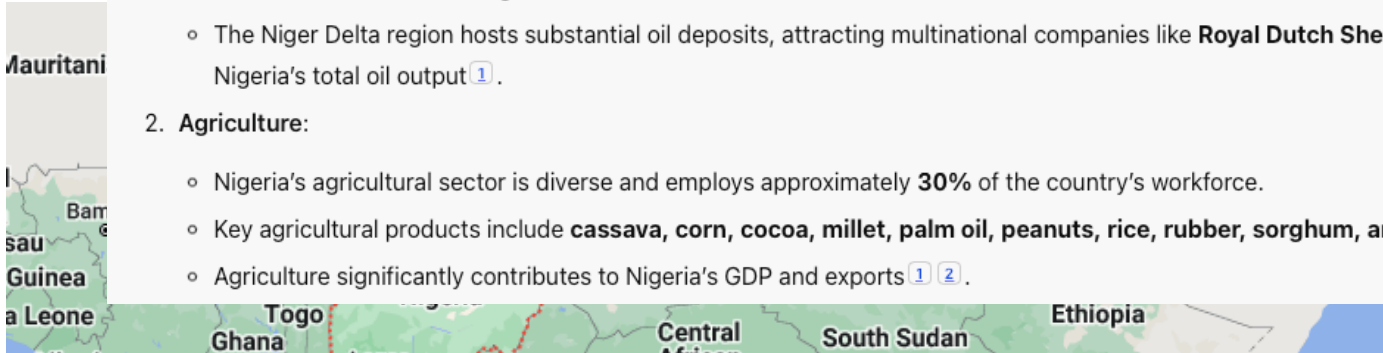 The Niger Delta region hosts substantial oil deposits, attracting multinational companies like Royal Dutch She
Nigeria's total oil output 1 .
Mauritani
2. Agriculture:
Nigeria's agricultural sector is diverse and employs approximately 30% of the country's workforce.
Bam
Key agricultural products include cassava, corn, cocoa, millet, palm oil, peanuts, rice, rubber, sorghum, a
sau
Guinea
Agriculture significantly contributes to Nigeria's GDP and exports 1 2 .
a Leone
Togo
Ghana
Central
African
South Sudan
Ethiopia